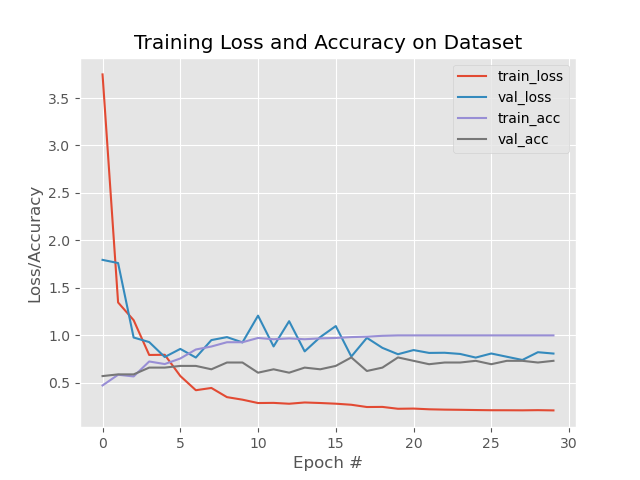 Training Loss and Accuracy on Dataset
train_loss
val_loss
train_acc
val_acc
Loss/Accuracy
3.5
3.0
2.5
2.0
1.5
1.0
0.5
0 5 10 15 20 25 30
Epoch #